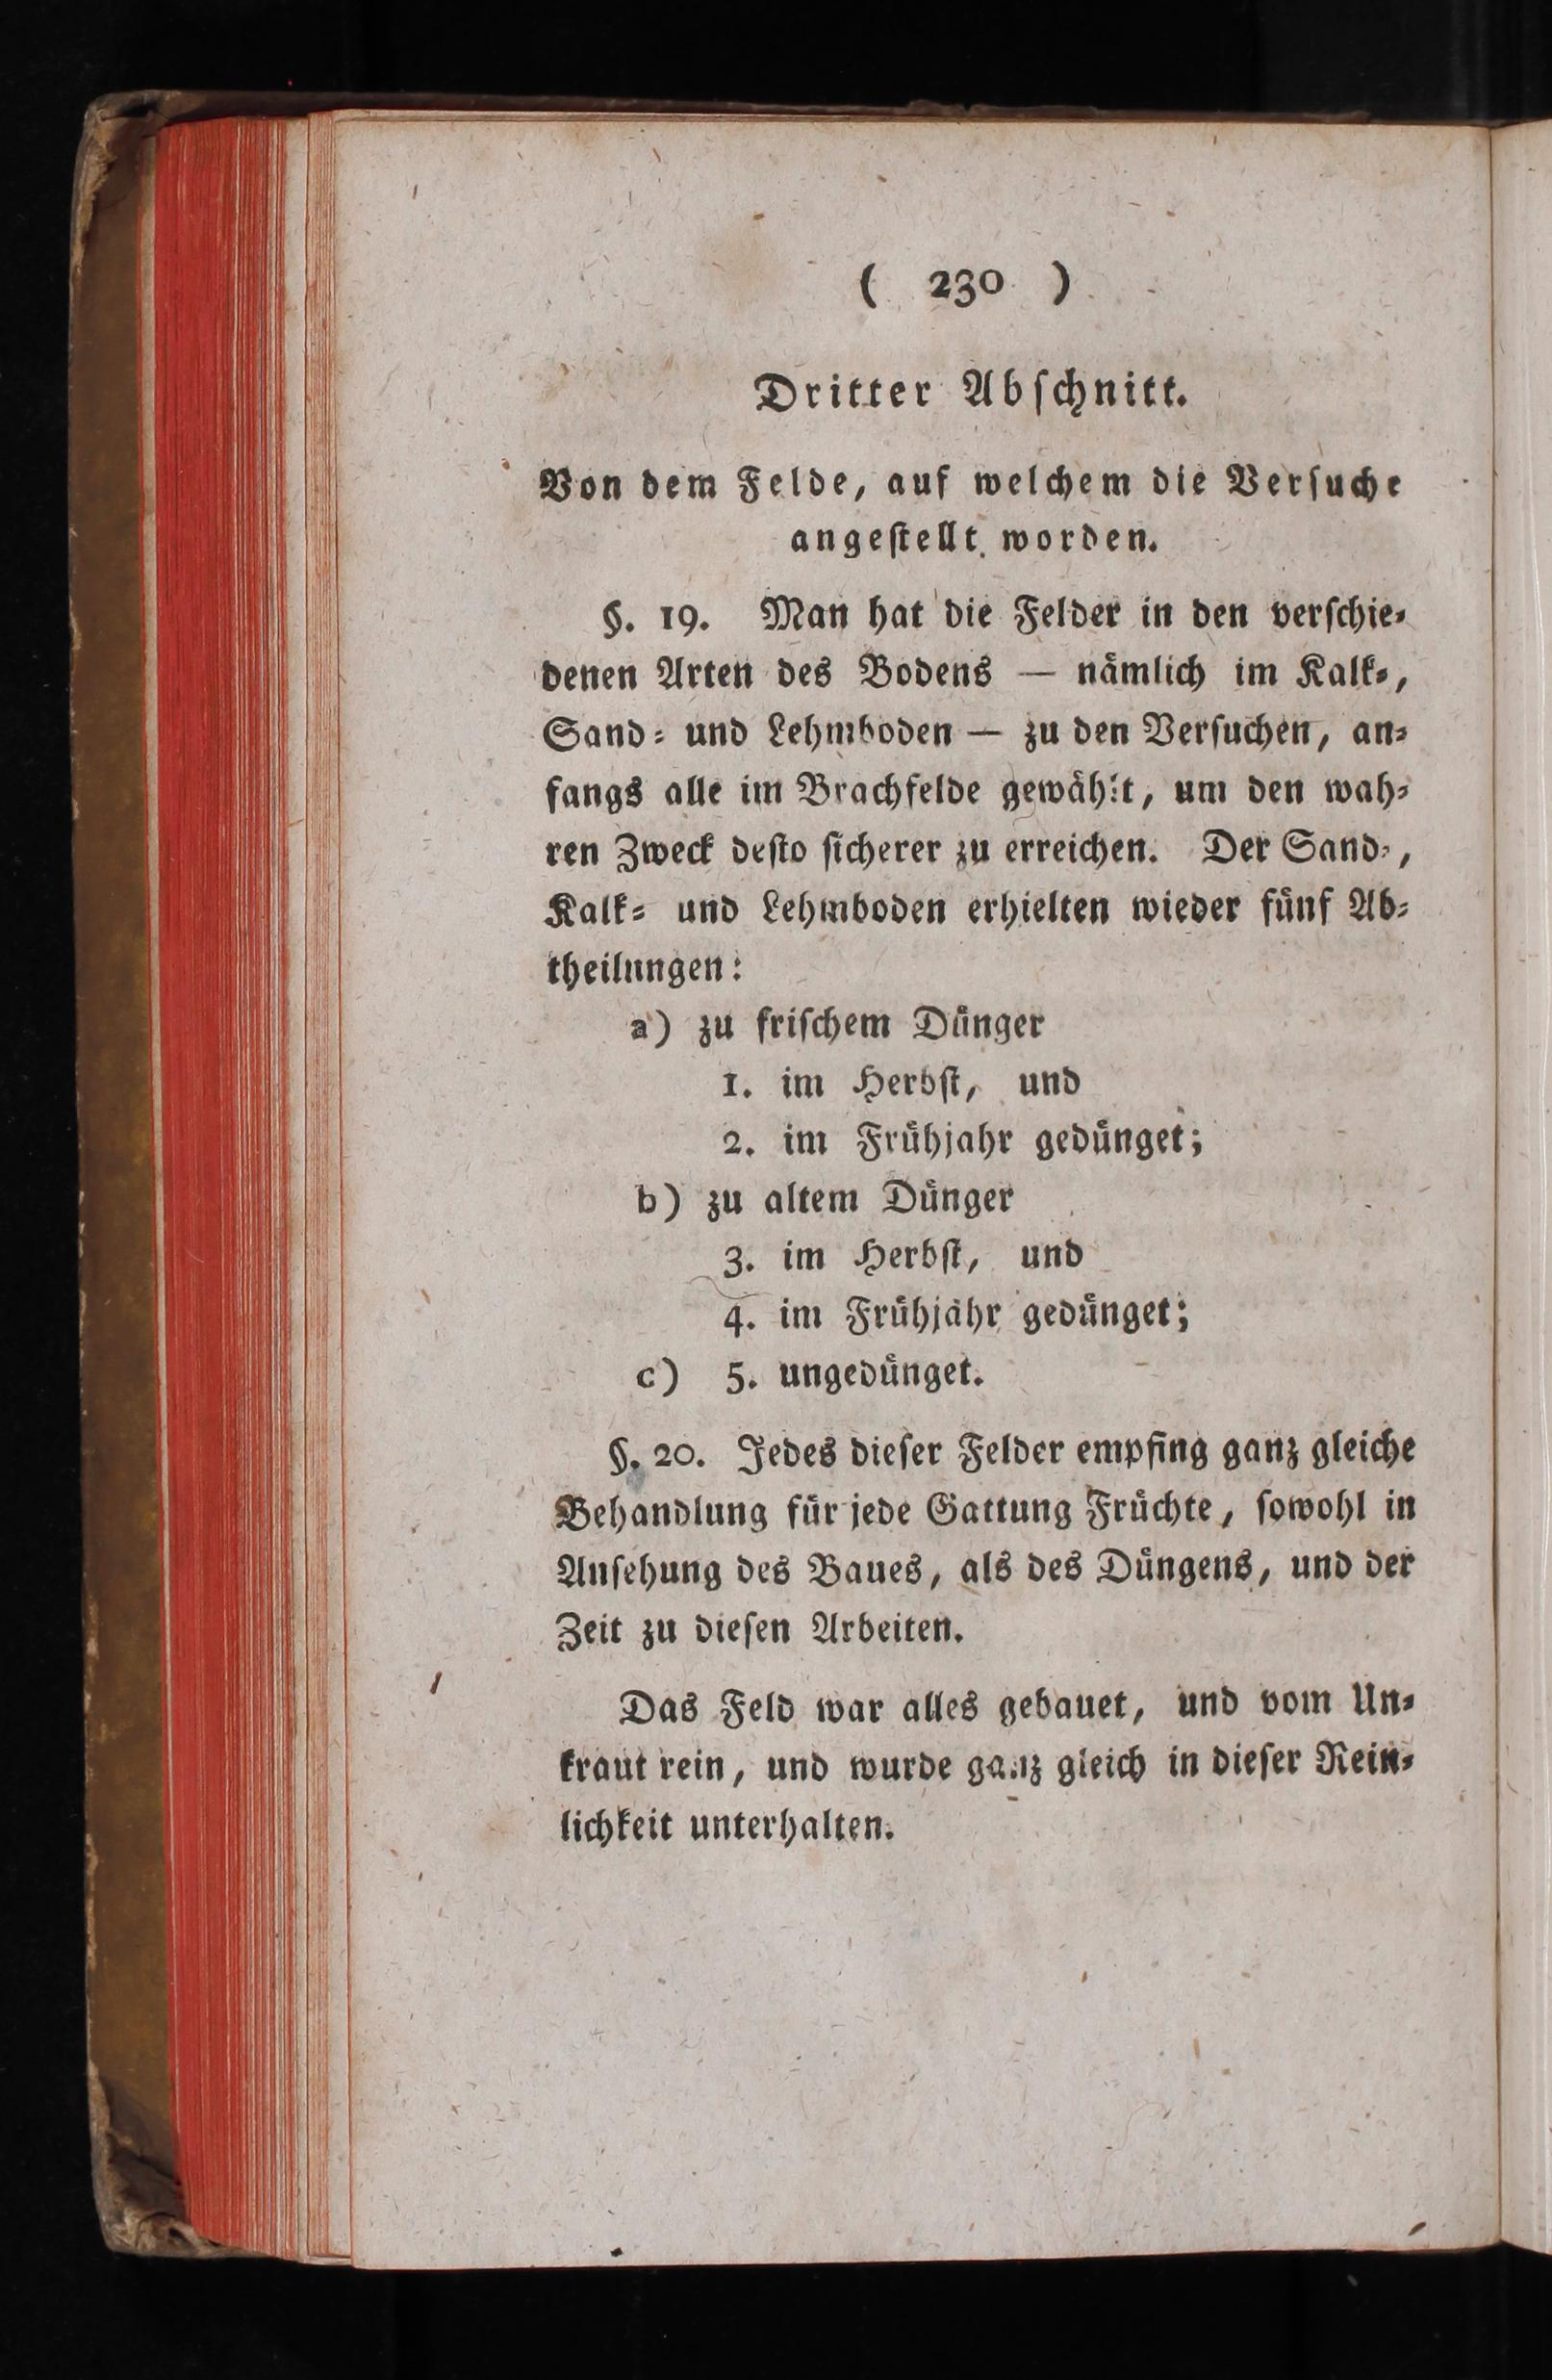 ( 230 )
Dritter Abſchnitt.
Von dem Felde, auf welchem die Verſuche
angeſtellt worden.
§. 19. Man hat die Felder in den verſchie⸗
denen Arten des Bodens — nämlich im Kalk⸗,
Sand⸗ und Lehmboden — zu den Verſuchen, an⸗
fangs alle im Brachfelde gewählt, um den wah⸗
ren Zweck deſto ſicherer zu erreichen. Der Sand⸗,
Kalk⸗ und Lehmboden erhielten wieder fünf Ab⸗
theilungen:
a) zu friſchem Dünger
1. im Herbſt, und
2. im Frühjahr gedünget;
b) zu altem Dünger
3. im Herbſt, und
4. im Frühjahr gedünget;
c) 5. ungedünget.
§. 20. Jedes dieſer Felder empfing ganz gleiche
Behandlung für jede Gattung Früchte, ſowohl in
Anſehung des Baues, als des Düngens, und der
Zeit zu dieſen Arbeiten.
Das Feld war alles gebauet, und vom Un⸗
kraut rein, und wurde ganz gleich in dieſer Rein⸗
lichkeit unterhalten.